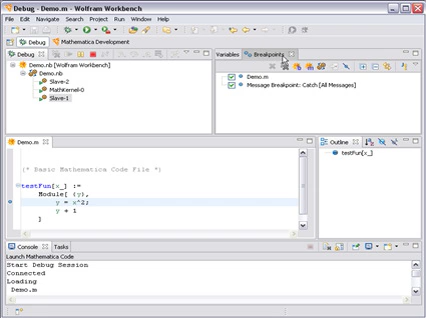 Debug - Demo.m - Wolfram Workbench
File Edit Navigate Search Project Run Window Help
Debug Mathematica Development
Debug
Demo.nb [Wolfram Workbench]
Demo.nb
Slave-2
MathKernel-0
Slave-1
Variables Breakpoints
Demo.m
Message Breakpoint: Catch [All Messages]
Demo.m
(* Basic Mathematica Code File *)
testFun[x_] :=
Module[ {y},
y = x^2;
y + 1
]
Outline
testFun[x_]
Console Tasks
Launch Mathematica Code
Start Debug Session
Connected
Loading
Demo.m